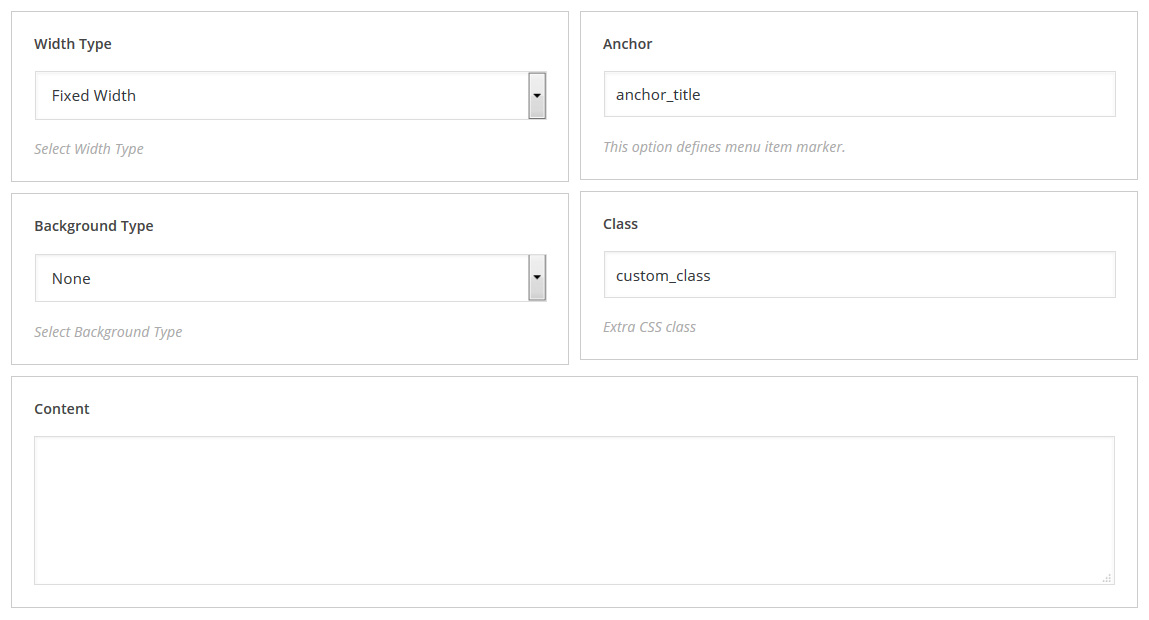 Width Type
Fixed Width
Select Width Type
Anchor
anchor_title
This option defines menu item marker.
Background Type
None
Select Background Type
Class
custom_class
Extra CSS class
Content